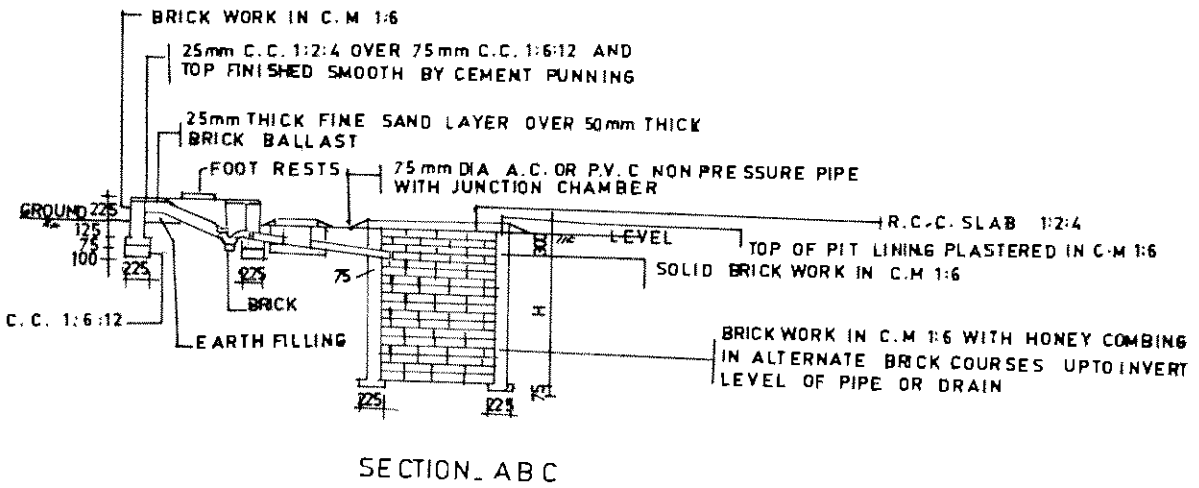 BRICK WORK IN C.M 1:6
25mm C.C. 1:2:4 OVER 75mm C.C. 1:6:12 AND
TOP FINISHED SMOOTH BY CEMENT PUNNING
25mm THICK FINE SAND LAYER OVER 50mm THICK
BRICK BALLAST
FOOT RESTS
75mm DIA A.C. OR P.V.C NON PRESSURE PIPE
WITH JUNCTION CHAMBER
GROUND
225
125
75
100
225
225
R.C.C. SLAB 1:2:4
LEVEL
TOP OF PIT LINING PLASTERED IN C.M 1:6
SOLID BRICK WORK IN C.M 1:6
75
BRICK
C.C. 1:6:12
EARTH FILLING
H
BRICK WORK IN C.M 1:6 WITH HONEY COMBING
IN ALTERNATE BRICK COURSES UPTO INVERT
LEVEL OF PIPE OR DRAIN
225
225
75
SECTION_ ABC